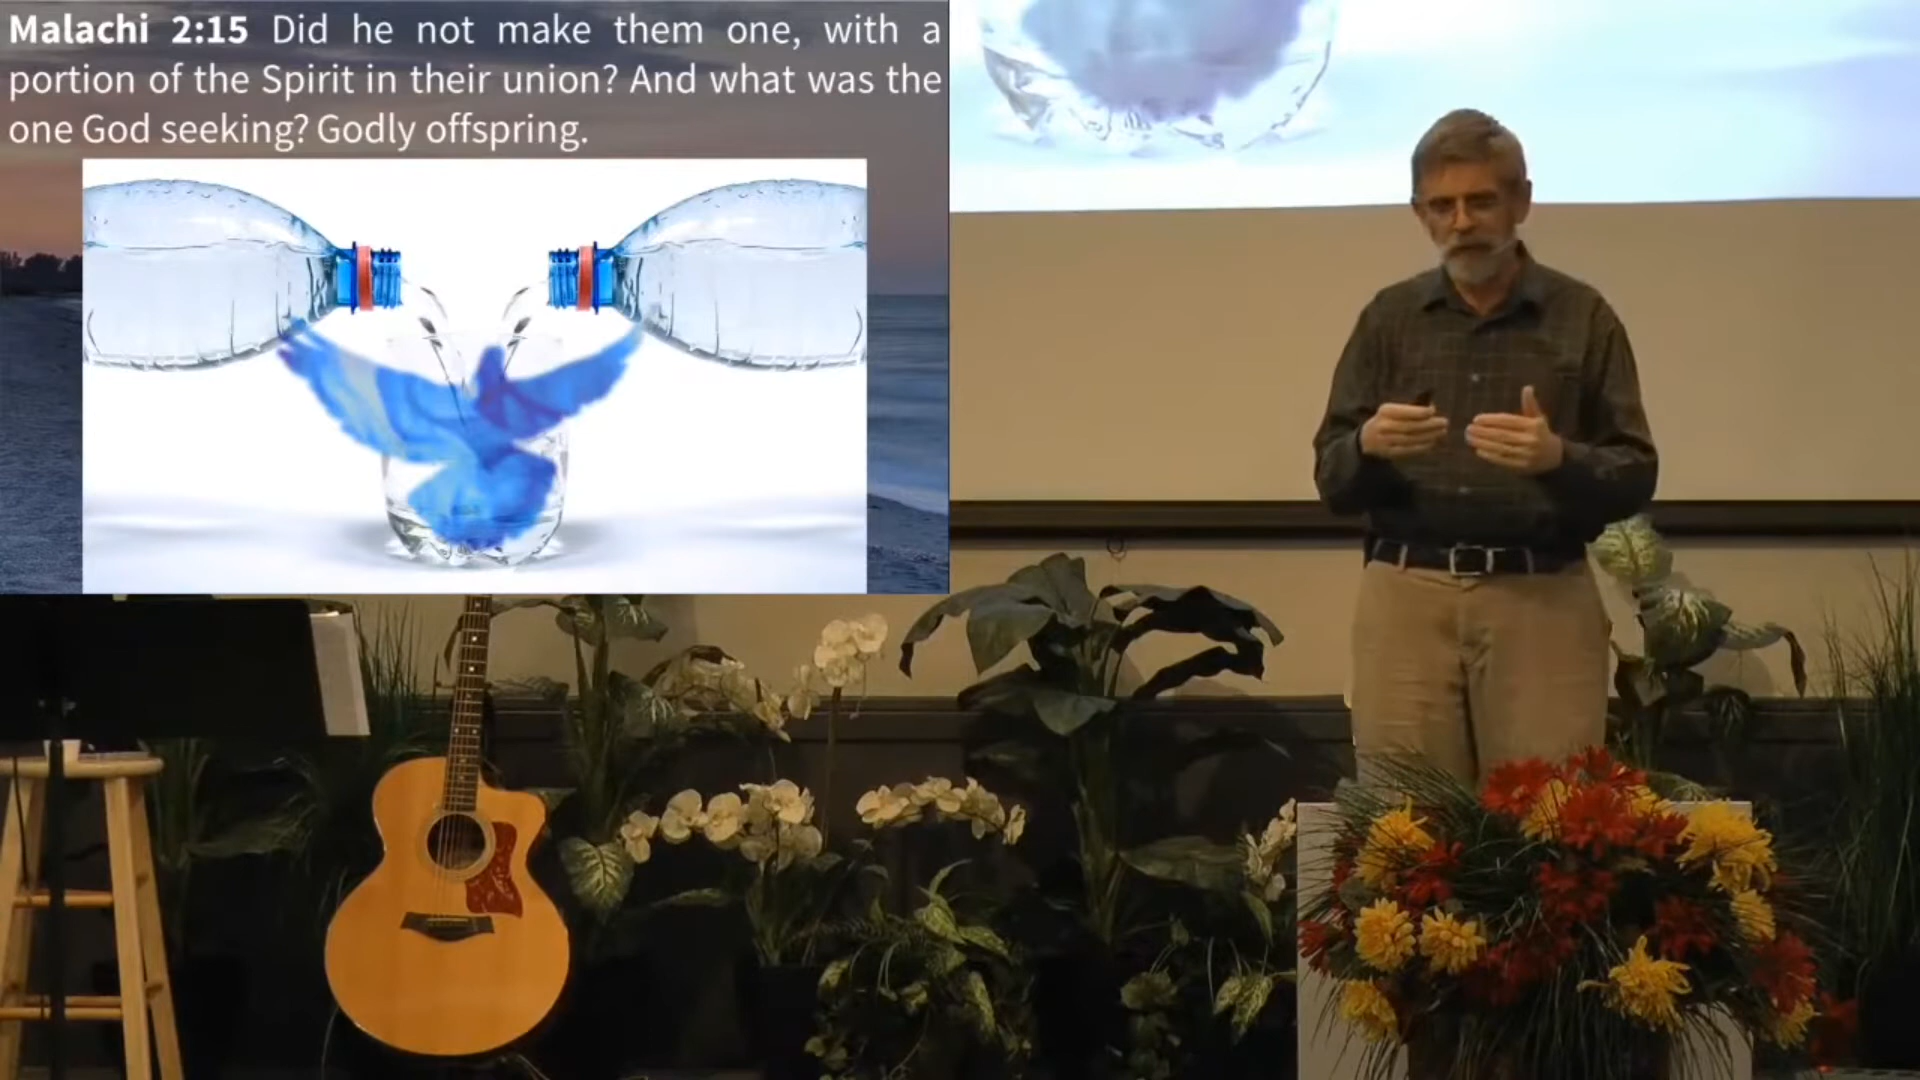 Malachi 2:15 Did he not make them one, with a
portion of the Spirit in their union? And what was the
one God seeking? Godly offspring.